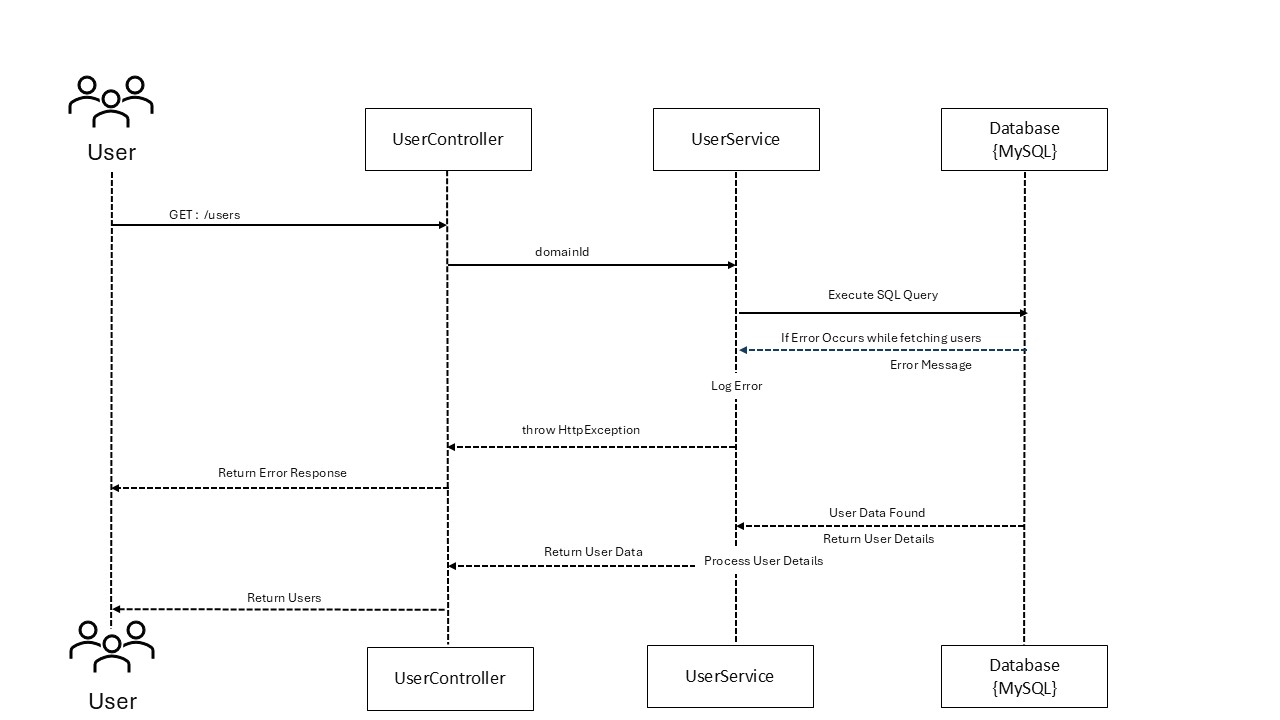 User
UserController
UserService
Database
{MySQL}
GET : /users
domainId
Execute SQL Query
If Error Occurs while fetching users
Error Message
Log Error
throw HttpException
Return Error Response
User Data Found
Return User Details
Return User Data
Process User Details
Return Users
User
UserController
UserService
Database
{MySQL}